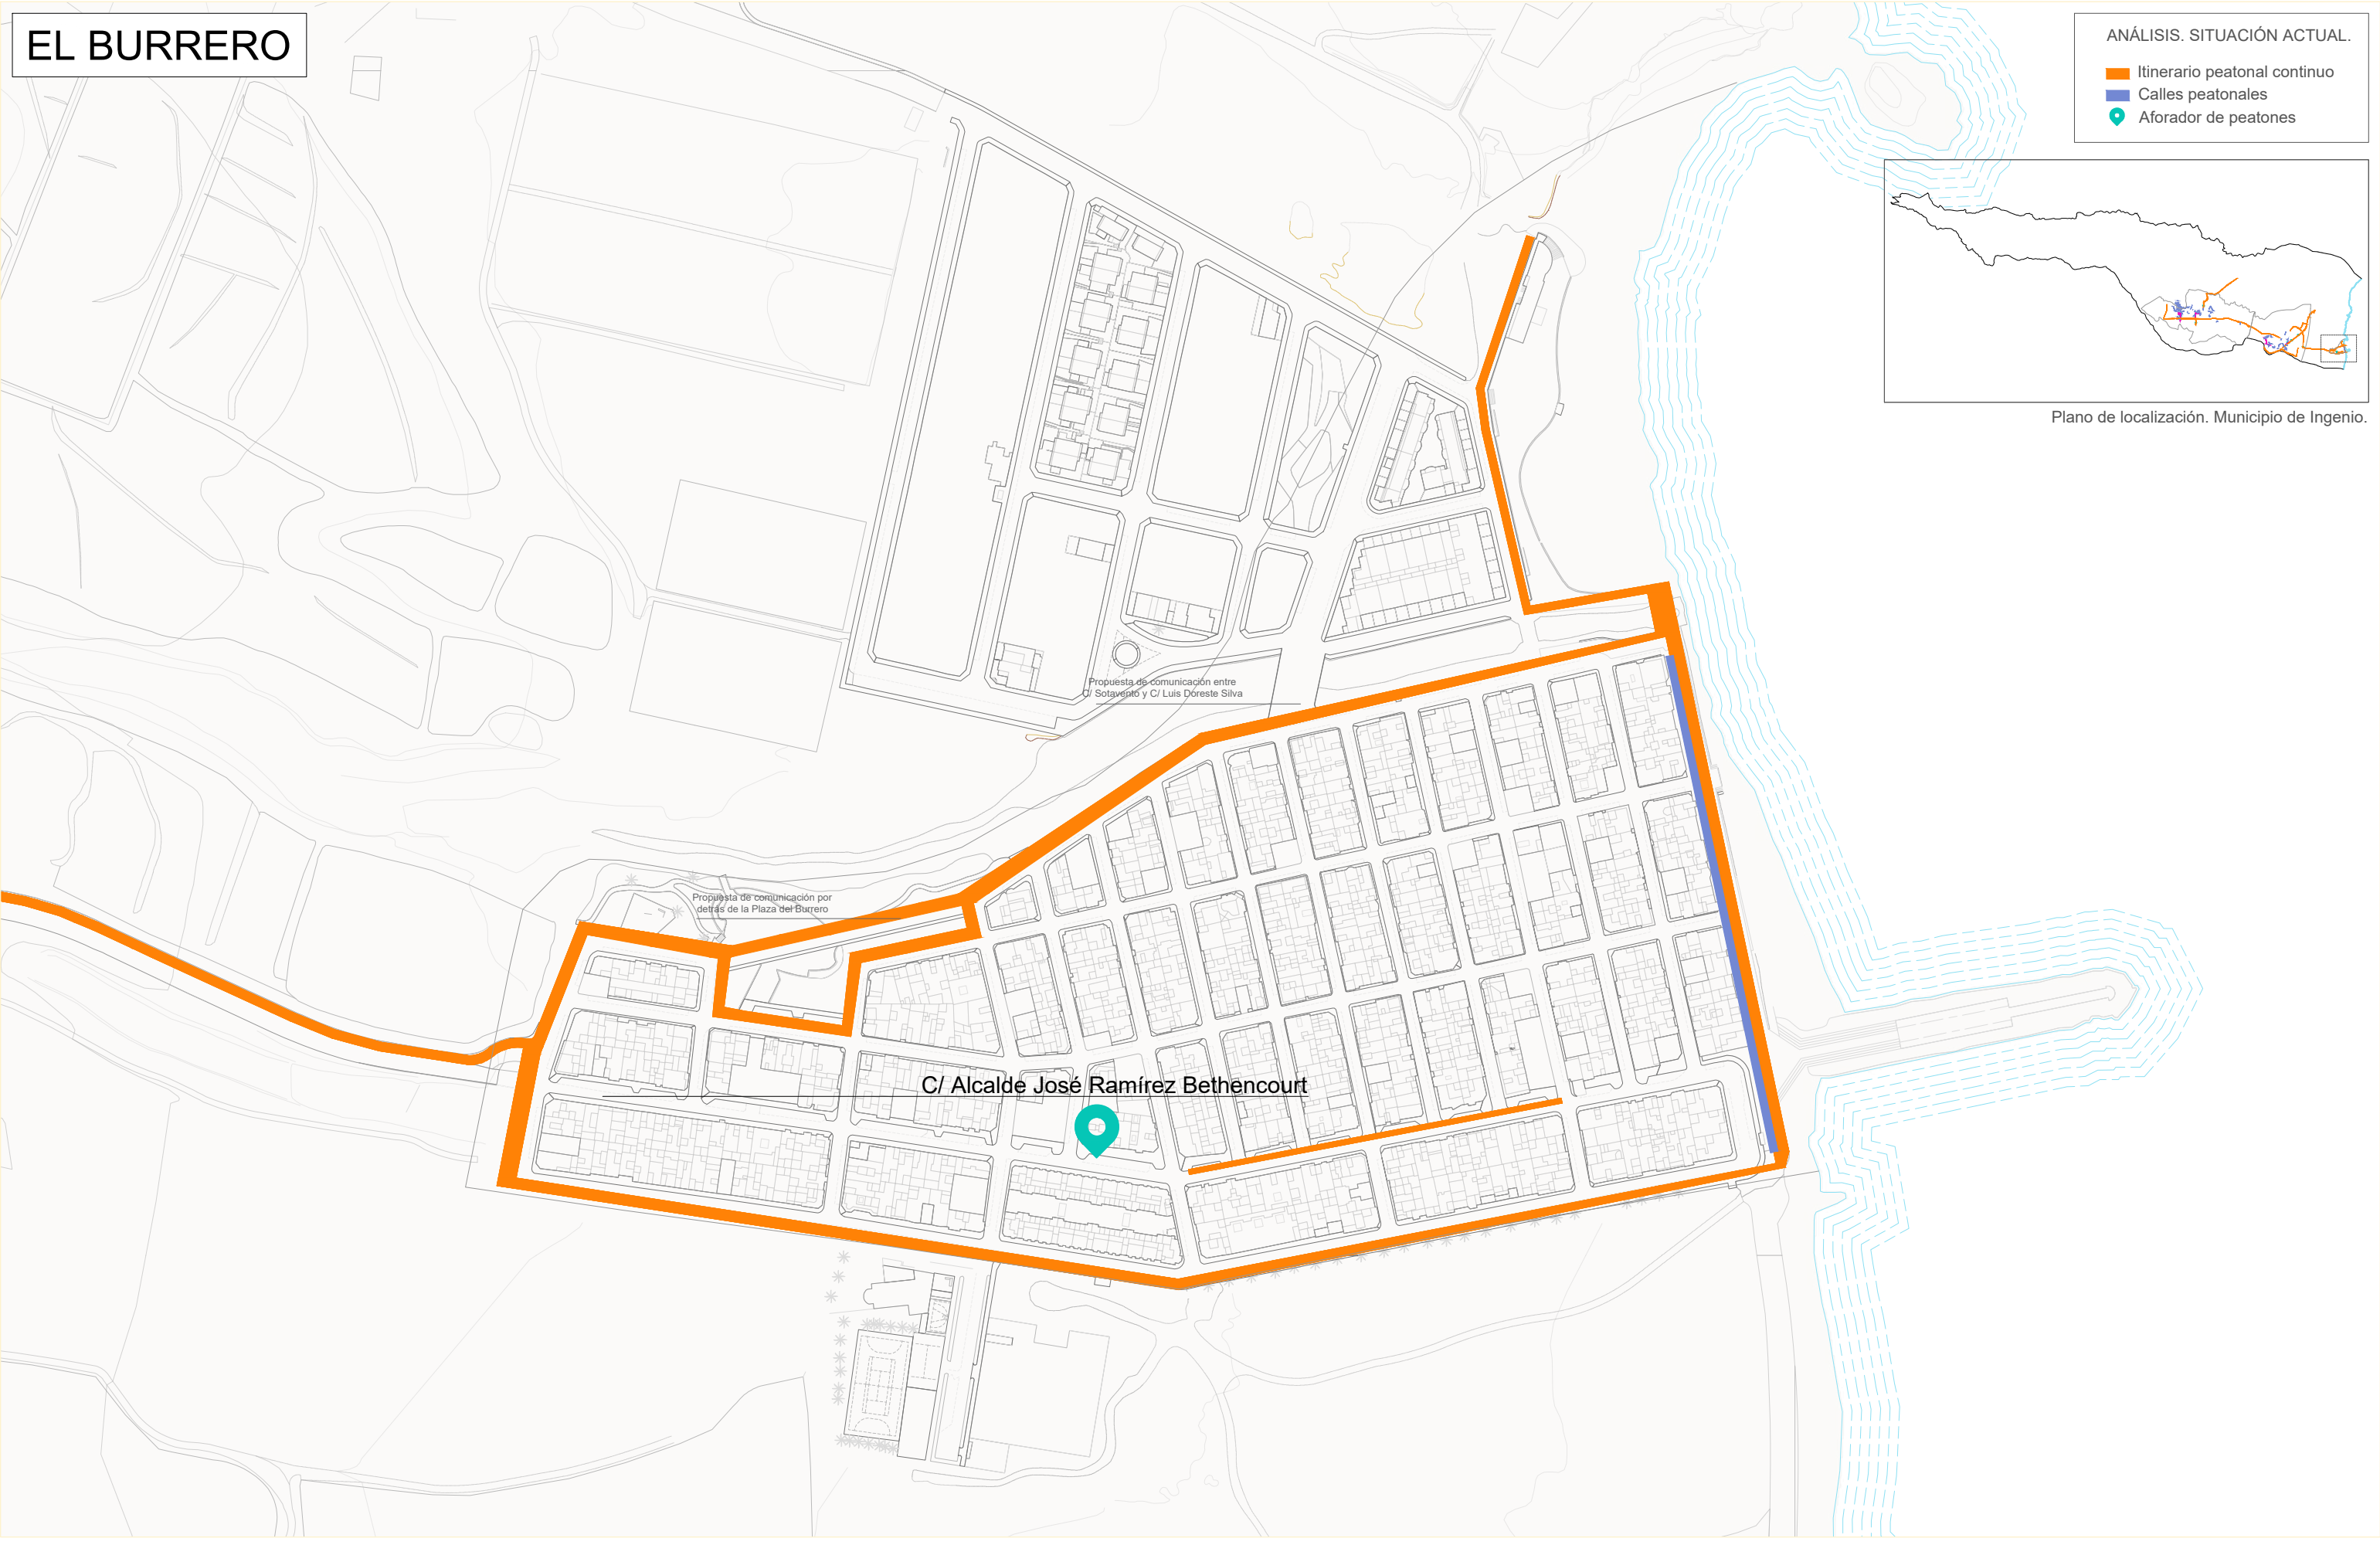 EL BURRERO
ANÁLISIS. SITUACIÓN ACTUAL.
Itinerario peatonal continuo
Calles peatonales
Aforador de peatones
Plano de localización. Municipio de Ingenio.
Propuesta de comunicación entre
C/ Sotavento y C/ Luis Doreste Silva
Propuesta de comunicación por
detrás de la Plaza del Burrero
C/ Alcalde José Ramírez Bethencourt